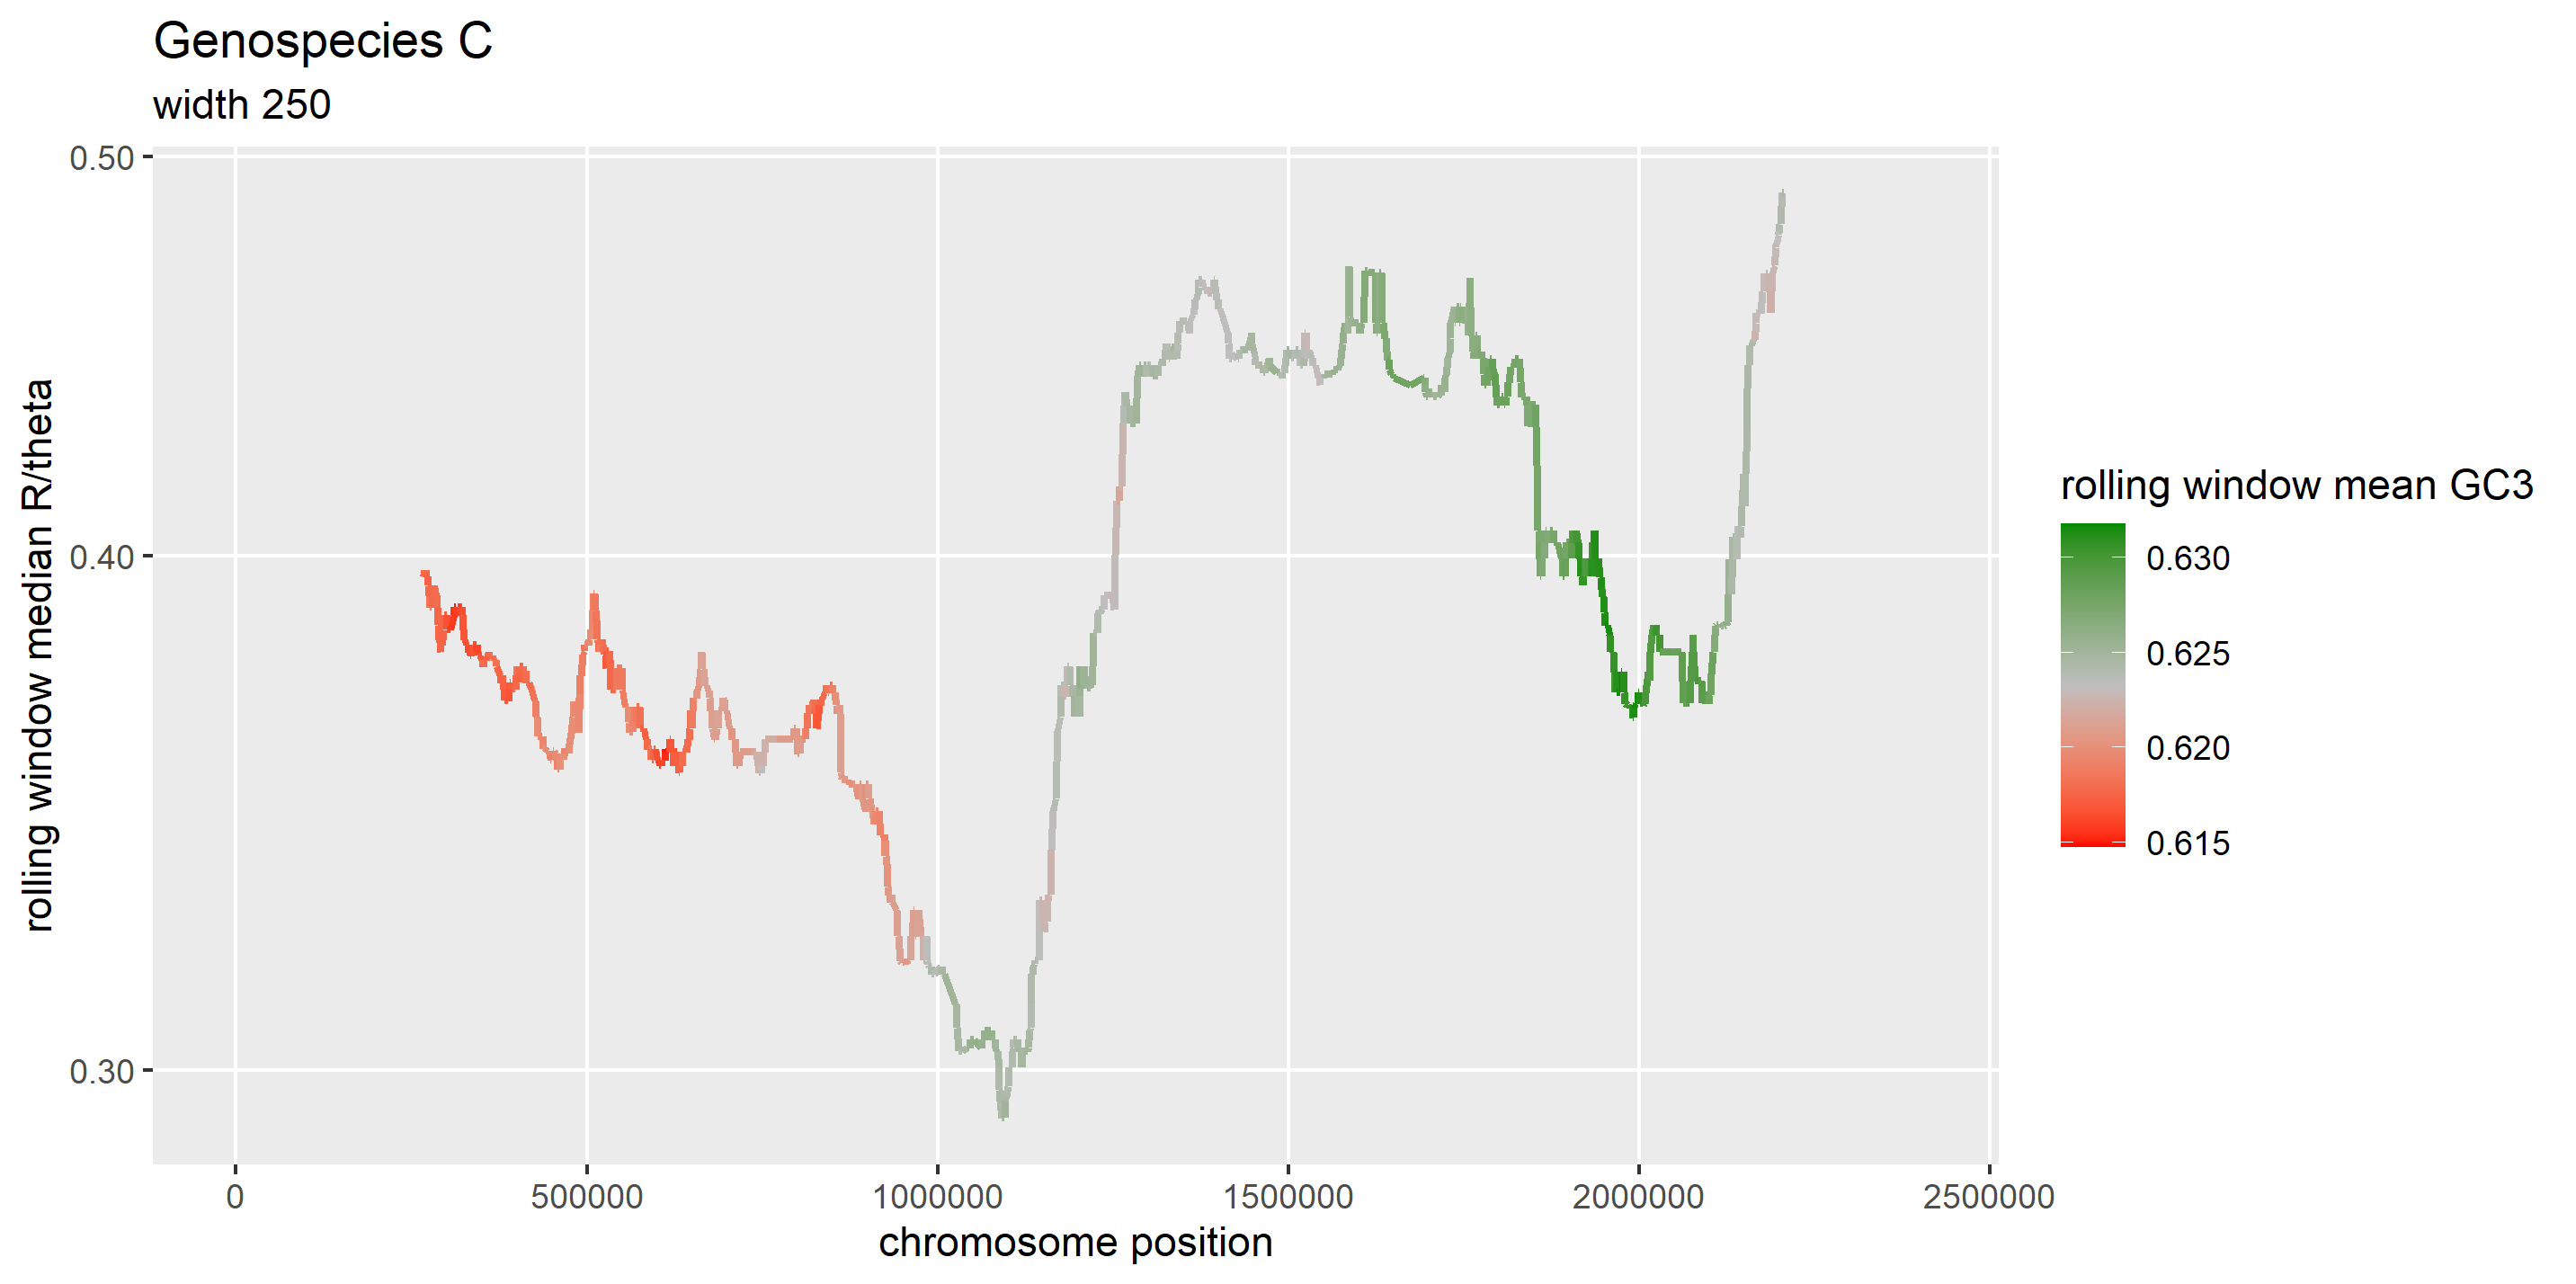 Genospecies C
width 250
0.50
0.40
0.30
rolling window median R/theta
0
500000
1000000
1500000
2000000
2500000
chromosome position
rolling window mean GC3
0.630
0.625
0.620
0.615